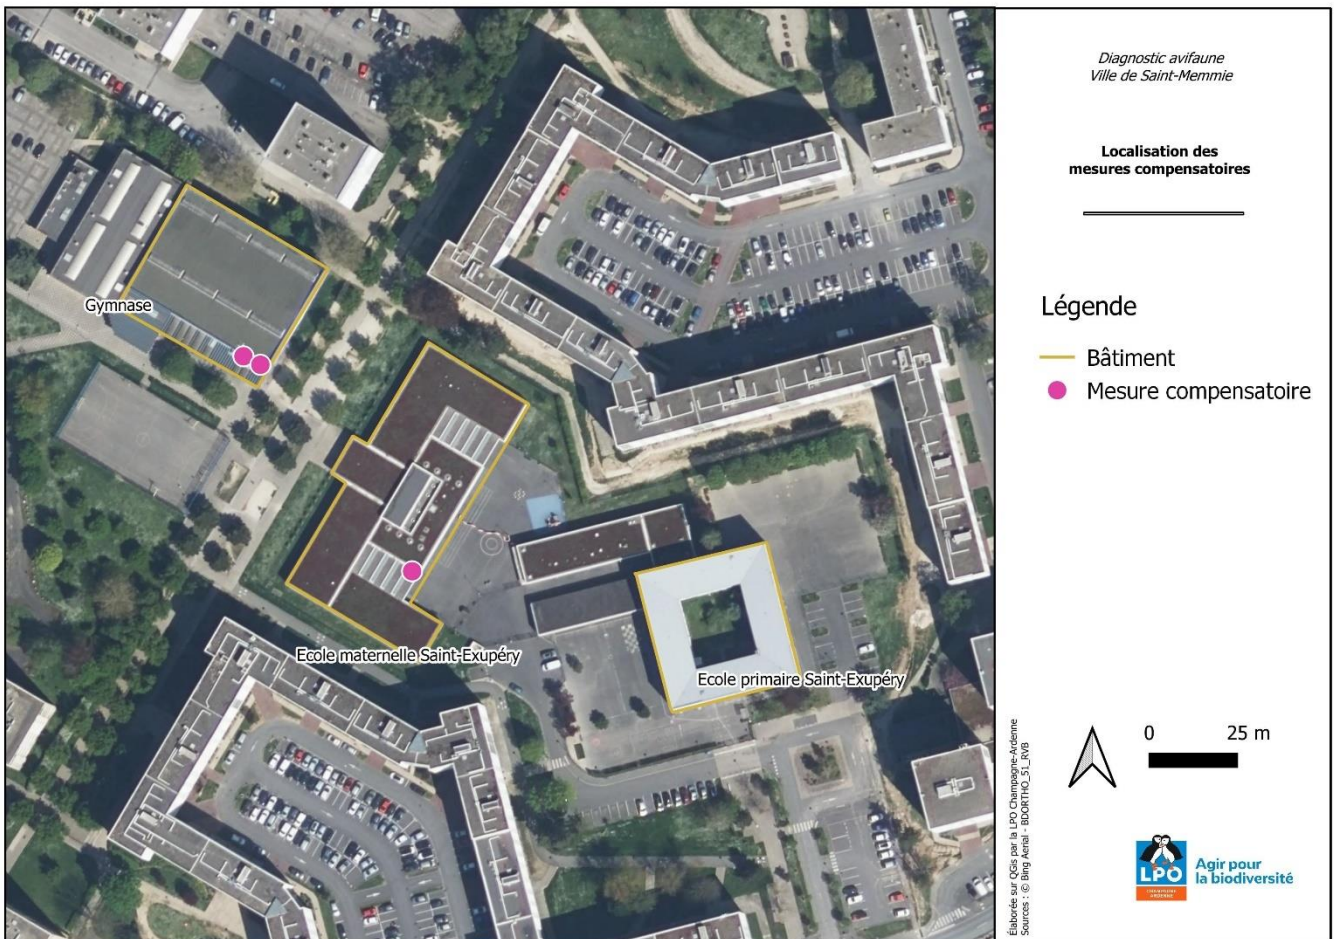 Diagnostic avifaune
Ville de Saint-Memmie
Localisation des
mesures compensatoires
Légende
Bâtiment
Mesure compensatoire
Gymnase
Ecole maternelle Saint-Exupéry
Ecole primaire Saint-Exupéry
0 25 m
Élaborée sur QGis par la LPO Champagne-Ardenne
Sources : © Bing Aerial - BDORTHO_51_RVB
LPO
CHAMPAGNE
ARDENNE
Agir pour
la biodiversité